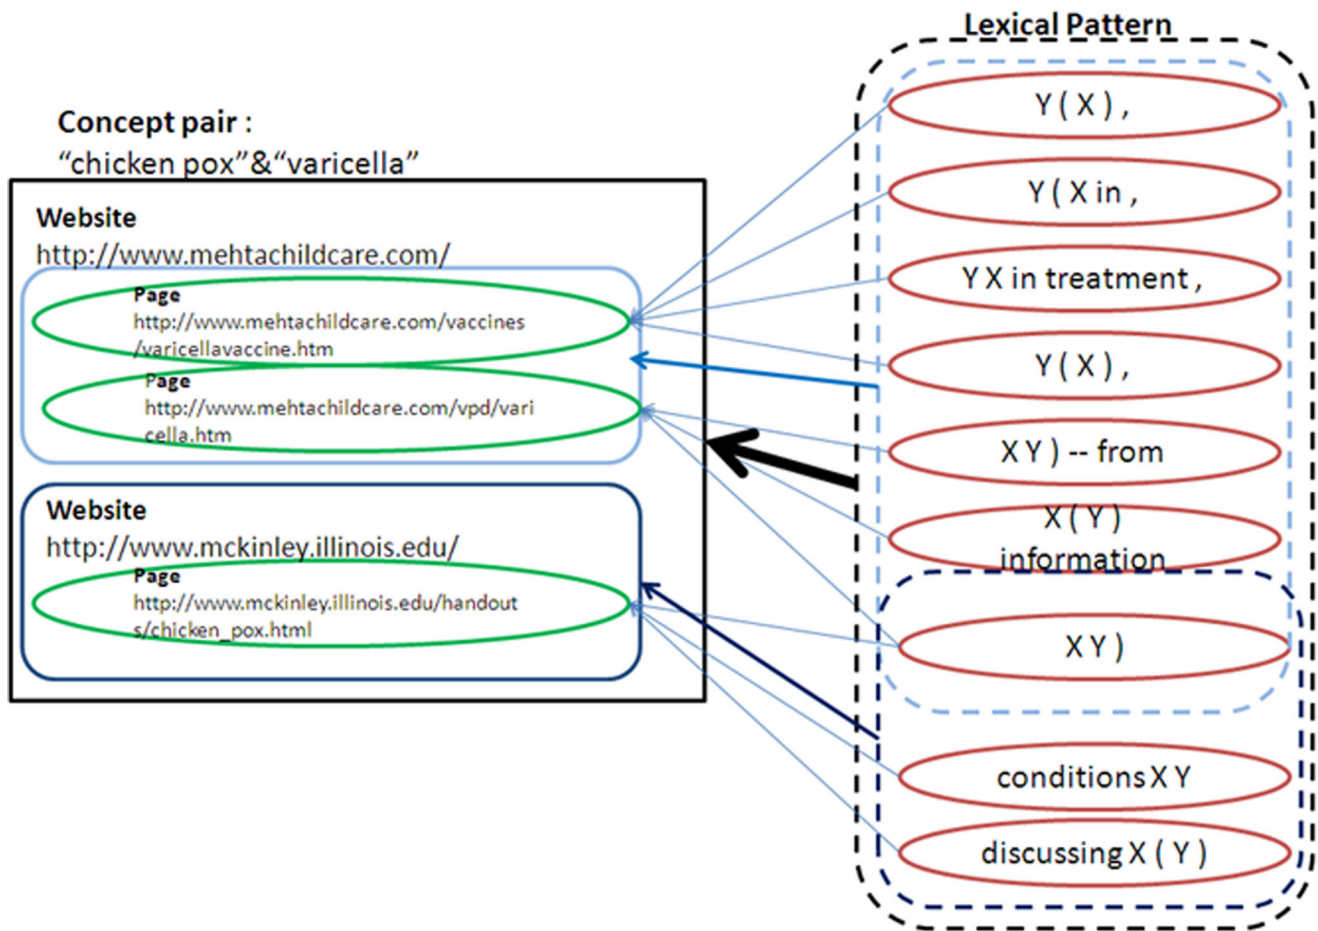 Lexical Pattern
Concept pair :
“chicken pox”&“varicella”
Website
http://www.mehtachildcare.com/
Page
http://www.mehtachildcare.com/vaccines
/varicellavaccine.htm
Page
http://www.mehtachildcare.com/vpd/vari
cella.htm
Website
http://www.mckinley.illinois.edu/
Page
http://www.mckinley.illinois.edu/handout
s/chicken_pox.html
Y ( X ) ,
Y ( X in ,
Y X in treatment ,
Y ( X ) ,
X Y ) -- from
X ( Y )
information
X Y )
conditions X Y
discussing X ( Y )